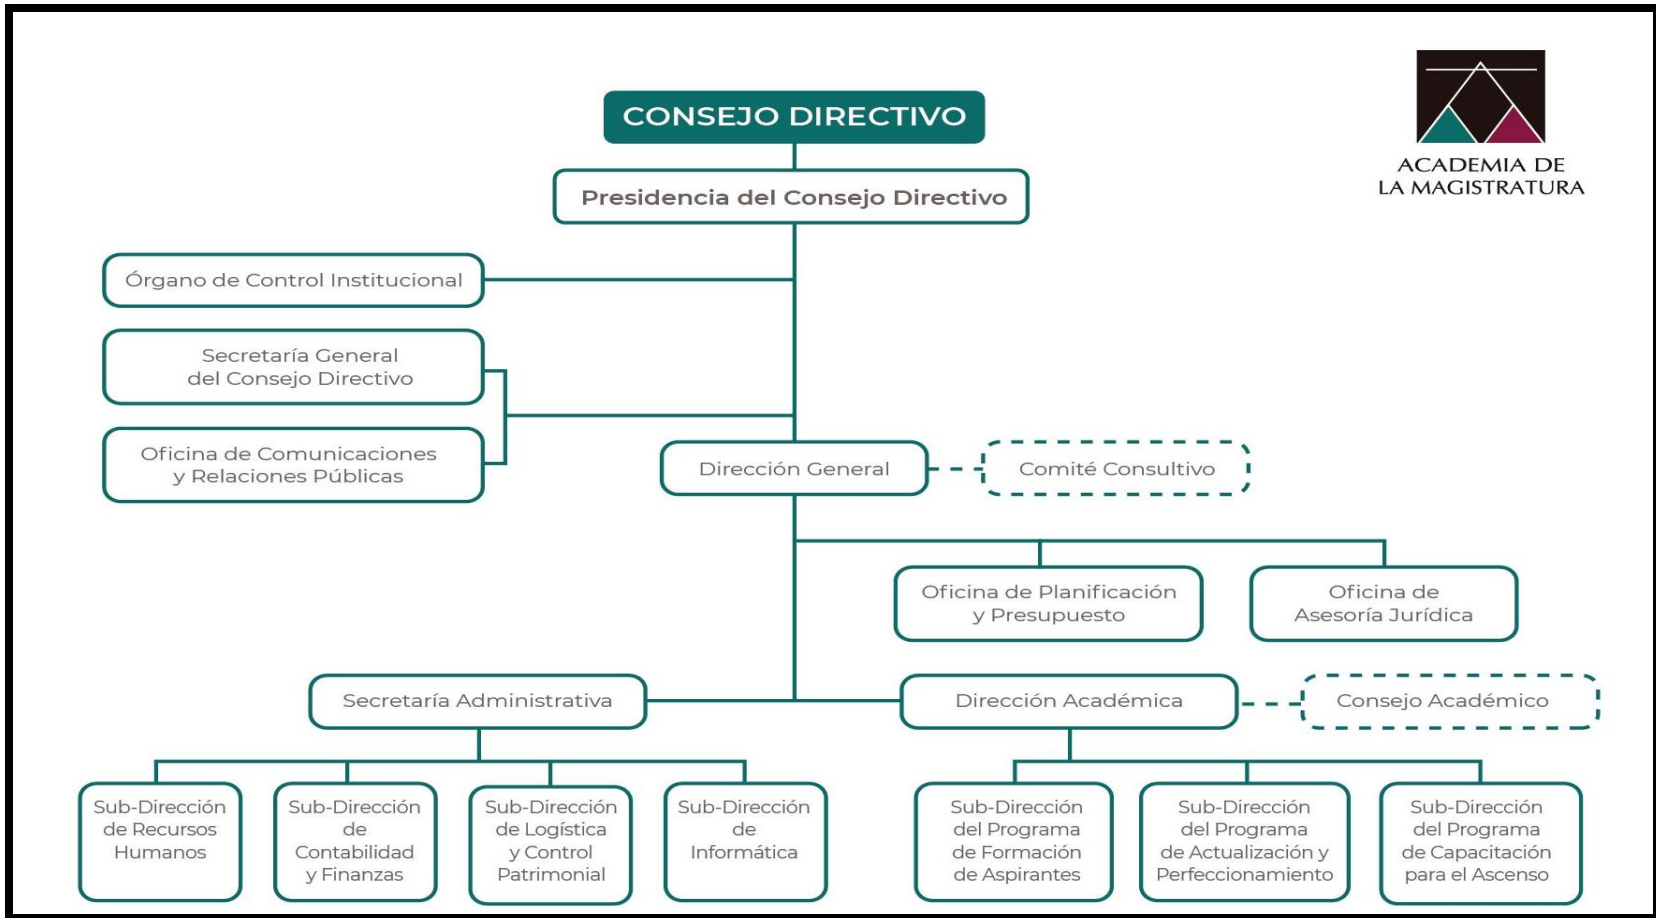 CONSEJO DIRECTIVO
ACADEMIA DE
LA MAGISTRATURA
Presidencia del Consejo Directivo
Órgano de Control Institucional
Secretaría General
del Consejo Directivo
Oficina de Comunicaciones
y Relaciones Públicas
Dirección General
Comité Consultivo
Oficina de Planificación
y Presupuesto
Oficina de
Asesoría Jurídica
Secretaría Administrativa
Dirección Académica
Consejo Académico
Sub-Dirección
de Recursos
Humanos
Sub-Dirección
de
Contabilidad
y Finanzas
Sub-Dirección
de Logística
y Control
Patrimonial
Sub-Dirección
de
Informática
Sub-Dirección
del Programa
de Formación
de Aspirantes
Sub-Dirección
del Programa
de Actualización y
Perfeccionamiento
Sub-Dirección
del Programa
de Capacitación
para el Ascenso